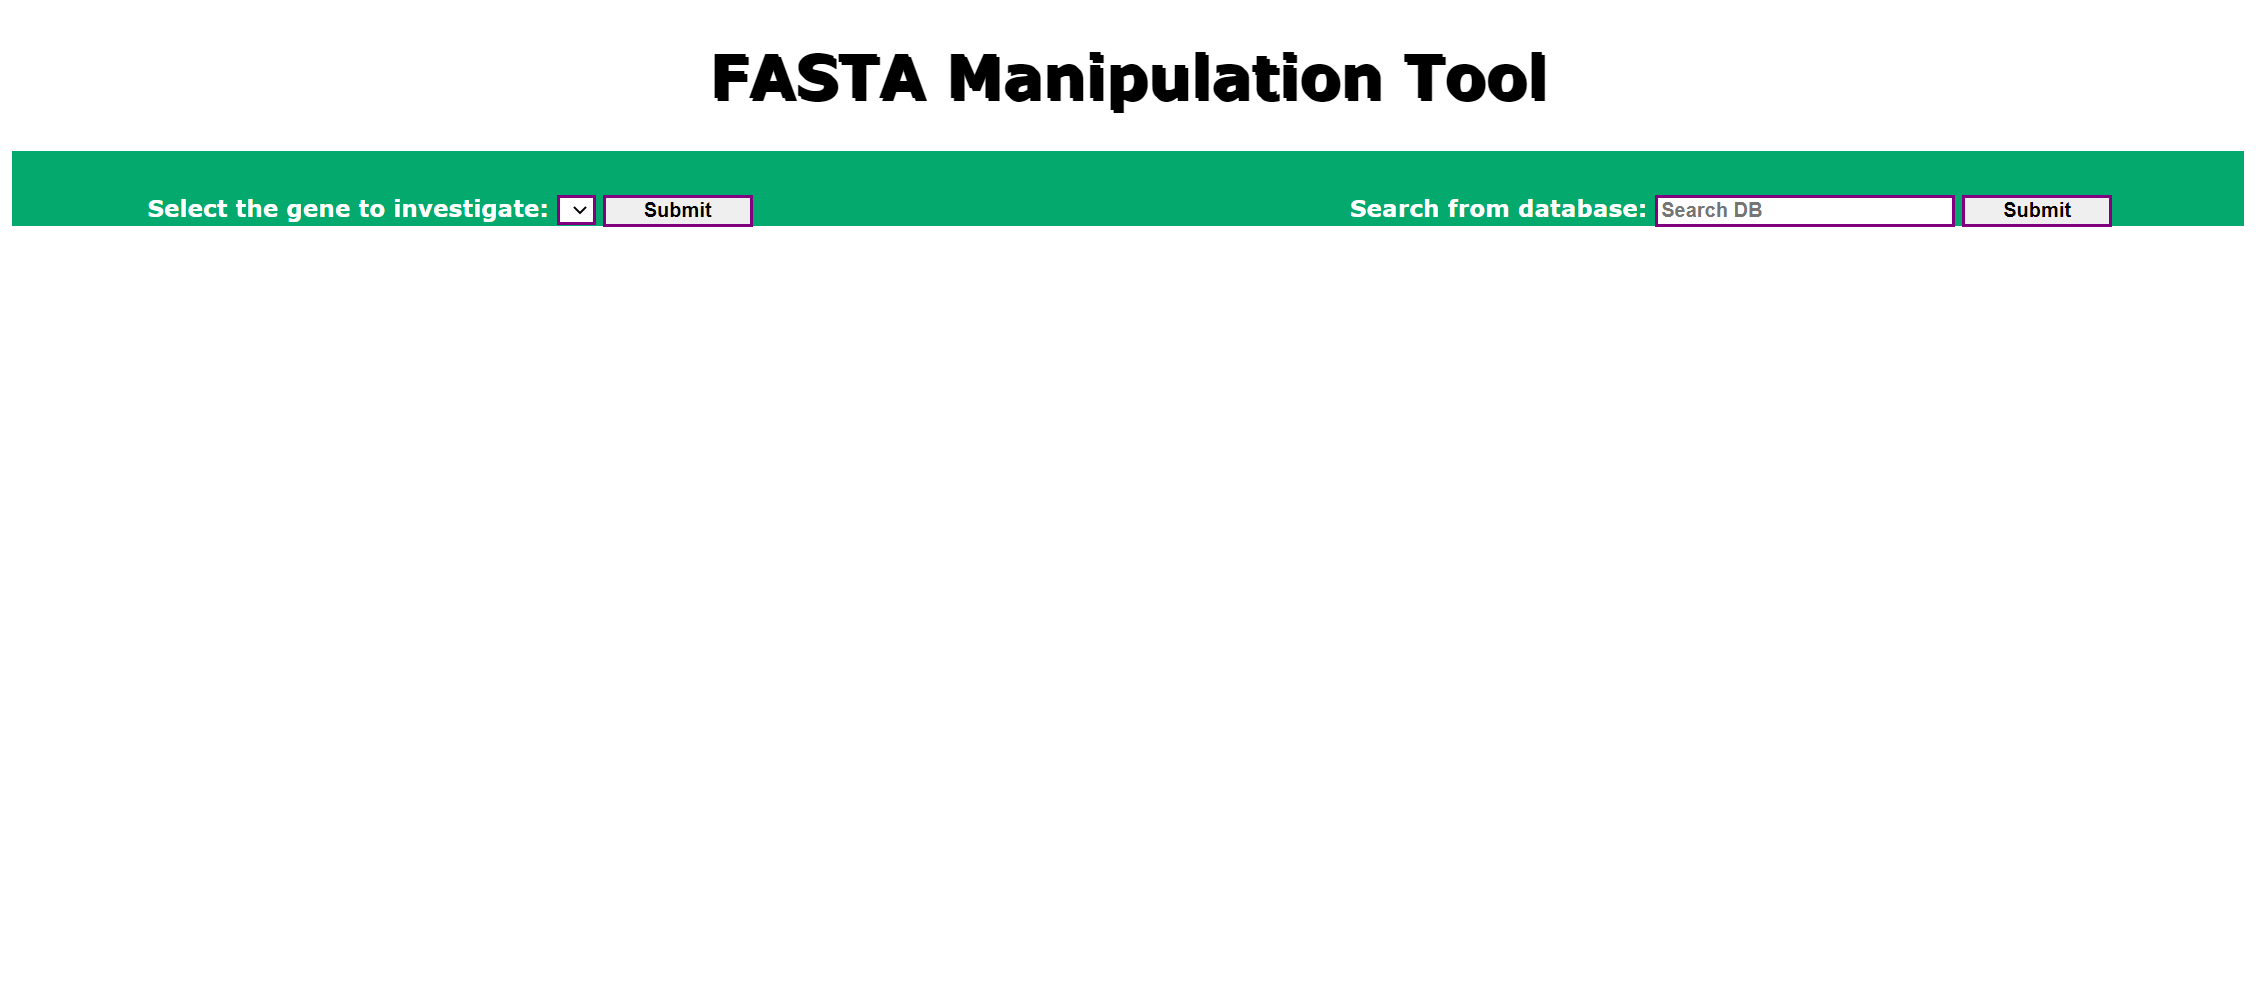 FASTA Manipulation Tool
Select the gene to investigate: Submit Search from database: Search DB Submit